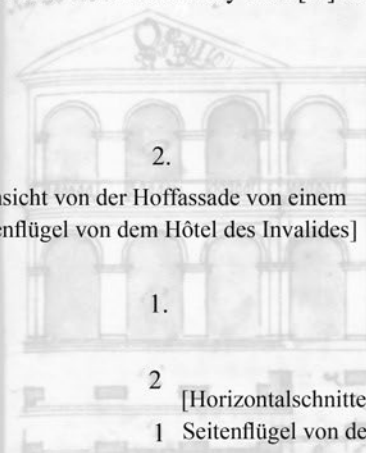 2.
sicht von der Hoffassade von einem
enflügel von dem Hôtel des Invalides]
1.
2
[Horizontalschnitte
1 Seitenflügel von de